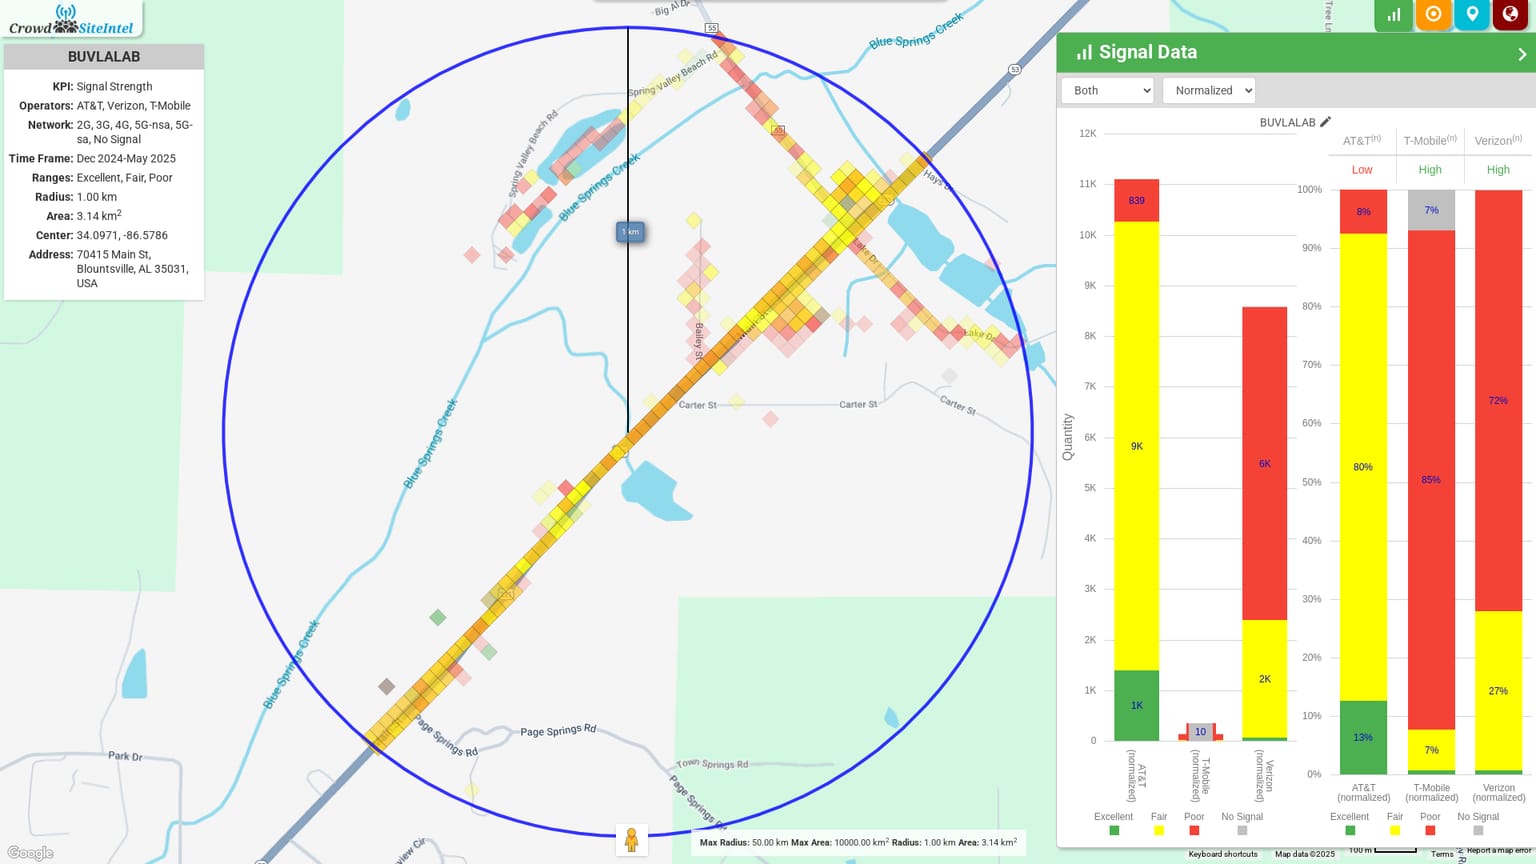 CrowdSiteIntel
BUVLALAB
KPI: Signal Strength
Operators: AT&T, Verizon, T-Mobile
Network: 2G, 3G, 4G, 5G-nsa, 5G-
sa, No Signal
Time Frame: Dec 2024-May 2025
Ranges: Excellent, Fair, Poor
Radius: 1.00 km
Area: 3.14 km²
Center: 34.0971, -86.5786
Address: 70415 Main St,
Blountsville, AL 35031,
USA
Big Al Dr
55
Blue Springs Creek
53
Spring Valley Beach Rd
Spring Valley Beach Rd
55
Blue Springs Creek
Hays Dr
1 km
Lake Dr
Main St
Bailey St
Lake Dr
Carter St
Carter St
Carter St
Blue Springs Creek
231
Blue Springs Creek
Page Springs Rd
Page Springs Rd
Park Dr
Town Springs Rd
Page Springs Rd
view Cir
Google
Max Radius: 50.00 km Max Area: 10000.00 km² Radius: 1.00 km Area: 3.14 km²
Tree Ln
Signal Data
Both
Normalized
BUVLALAB
12K
11K
10K
9K
8K
7K
6K
5K
4K
3K
2K
1K
0
Quantity
839
9K
1K
10
6K
2K
AT&T (normalized)
T-Mobile (normalized)
Verizon (normalized)
Excellent Fair Poor No Signal
AT&T(n) T-Mobile(n) Verizon(n)
Low High High
100%
90%
80%
70%
60%
50%
40%
30%
20%
10%
0%
8%
80%
13%
7%
85%
7%
72%
27%
AT&T (normalized)
T-Mobile (normalized)
Verizon (normalized)
Excellent Fair Poor No Signal
Keyboard shortcuts Map data ©2025 100 m Terms Report a map error